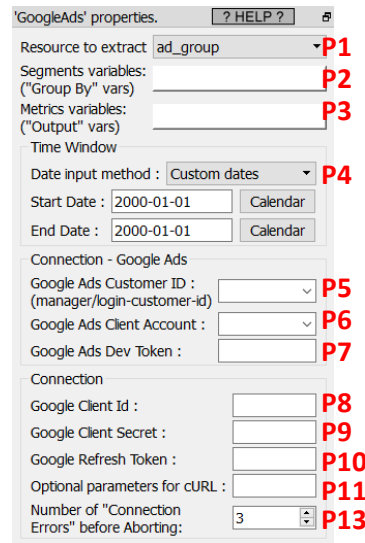 'GoogleAds' properties. ? HELP ?
Resource to extract ad_group P1
Segments variables:
("Group By" vars) P2
Metrics variables:
("Output" vars) P3
Time Window
Date input method : Custom dates P4
Start Date : 2000-01-01 Calendar
End Date : 2000-01-01 Calendar
Connection - Google Ads
Google Ads Customer ID :
(manager/login-customer-id) P5
Google Ads Client Account : P6
Google Ads Dev Token : P7
Connection
Google Client Id : P8
Google Client Secret : P9
Google Refresh Token : P10
Optional parameters for cURL : P11
Number of "Connection
Errors" before Aborting: 3 P13